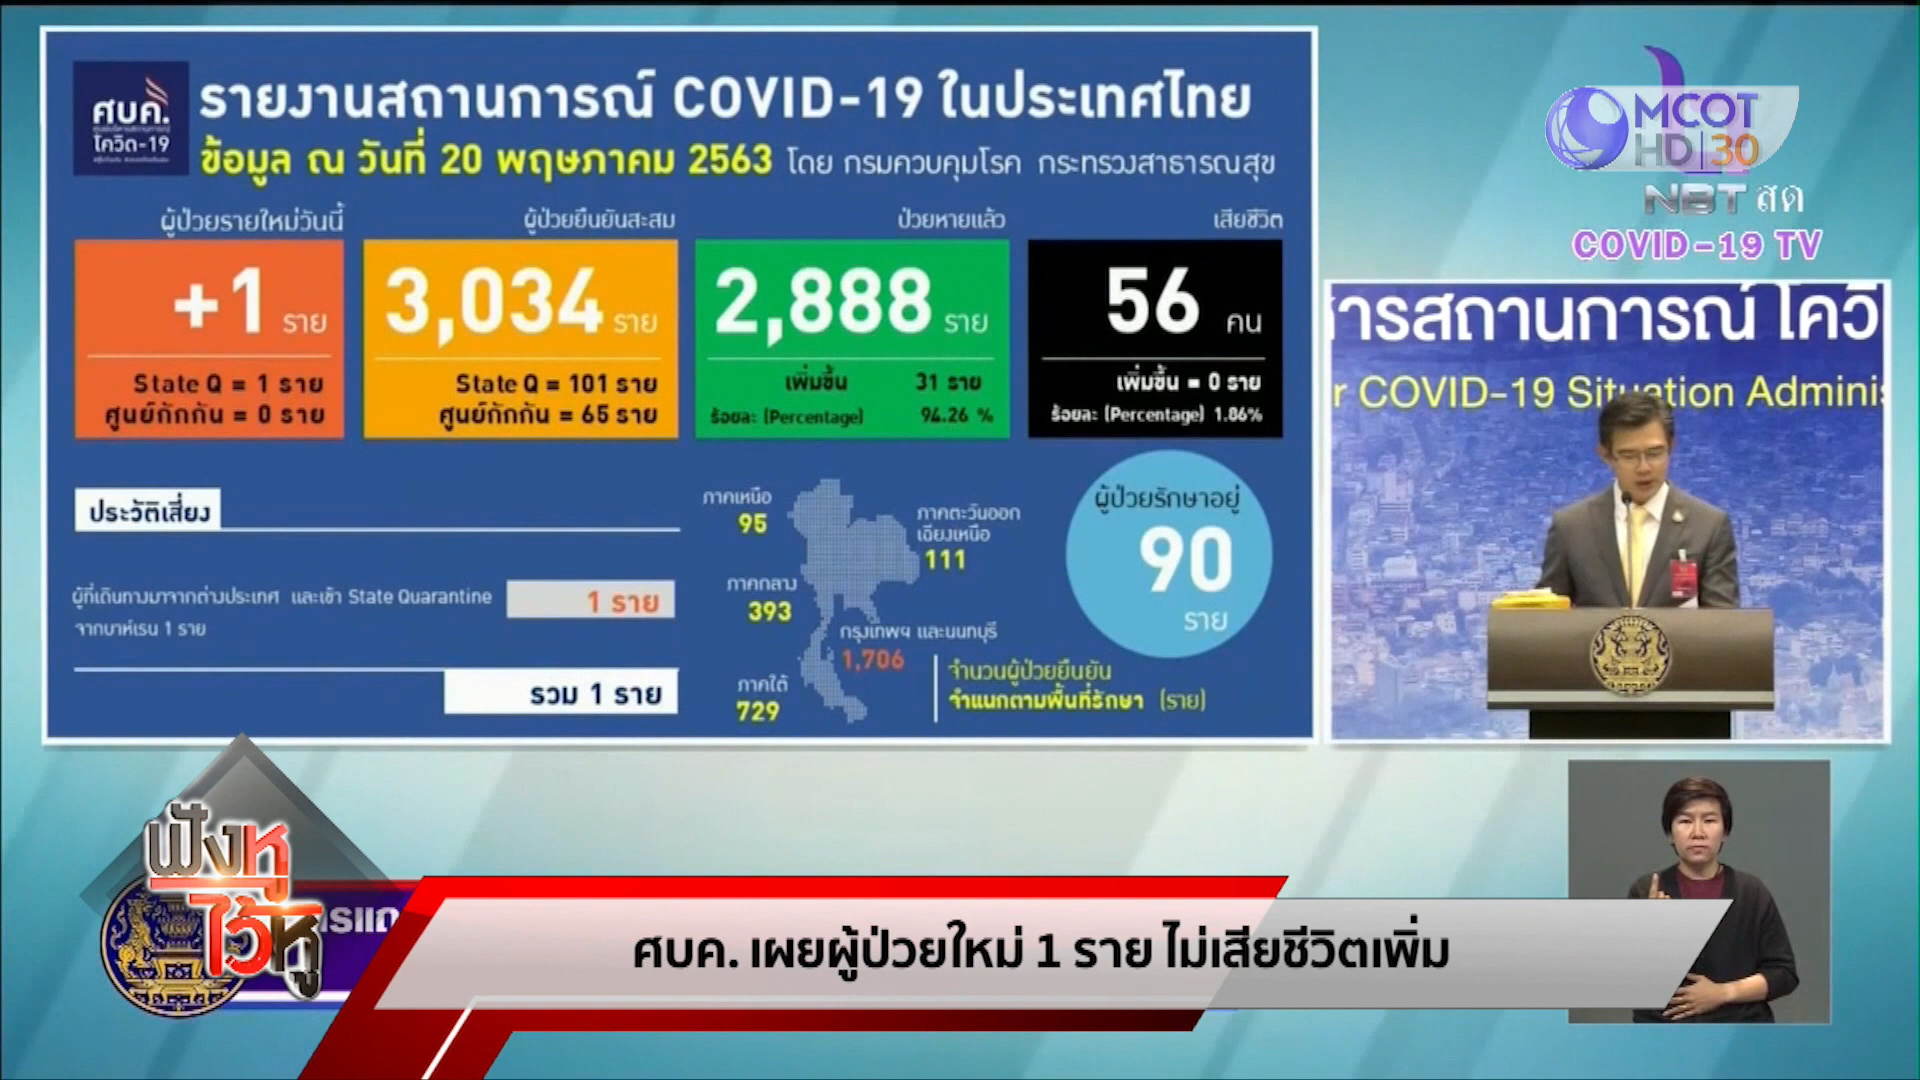 ศบค.
โควิด-19
รายงานสถานการณ์ COVID-19 ในประเทศไทย
ข้อมูล ณ วันที่ 20 พฤษภาคม 2563 โดย กรมควบคุมโรค กระทรวงสาธารณสุข
ผู้ป่วยรายใหม่วันนี้
+1 ราย
State Q = 1 ราย
ศูนย์กักกัน = 0 ราย
ผู้ป่วยยืนยันสะสม
3,034 ราย
State Q = 101 ราย
ศูนย์กักกัน = 65 ราย
ป่วยหายแล้ว
2,888 ราย
เพิ่มขึ้น 31 ราย
ร้อยละ (Percentage) 94.26 %
เสียชีวิต
56 คน
เพิ่มขึ้น = 0 ราย
ร้อยละ (Percentage) 1.86%
ประวัติเสี่ยง
ผู้ที่เดินทางมาจากต่างประเทศ และเข้า State Quarantine
จากบาห์เรน 1 ราย
1 ราย
รวม 1 ราย
ภาคเหนือ
95
ภาคตะวันออก
เฉียงเหนือ
111
ภาคกลาง
393
กรุงเทพฯ และนนทบุรี
1,706
ภาคใต้
729
จำนวนผู้ป่วยยืนยัน
จำแนกตามพื้นที่รักษา (ราย)
ผู้ป่วยรักษาอยู่
90
ราย
MCOT
HD|30
NBT สด
COVID-19 TV
ารสถานการณ์ โควิ
r COVID-19 Situation Adminis
ฟังหู
ไว้หู
ารแถ
ศบค. เผยผู้ป่วยใหม่ 1 ราย ไม่เสียชีวิตเพิ่ม